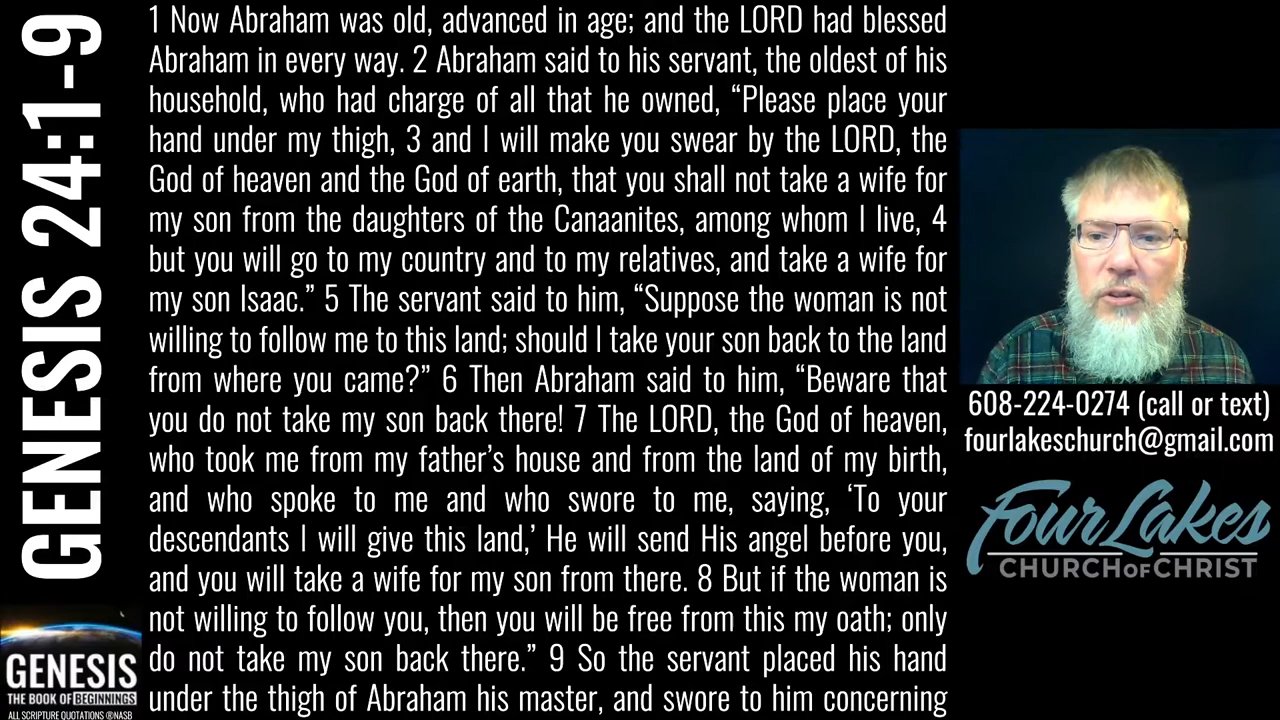 GENESIS 24:1-9
1 Now Abraham was old, advanced in age; and the LORD had blessed
Abraham in every way. 2 Abraham said to his servant, the oldest of his
household, who had charge of all that he owned, “Please place your
hand under my thigh, 3 and I will make you swear by the LORD, the
God of heaven and the God of earth, that you shall not take a wife for
my son from the daughters of the Canaanites, among whom I live, 4
but you will go to my country and to my relatives, and take a wife for
my son Isaac.” 5 The servant said to him, “Suppose the woman is not
willing to follow me to this land; should I take your son back to the land
from where you came?” 6 Then Abraham said to him, “Beware that
you do not take my son back there! 7 The LORD, the God of heaven,
who took me from my father’s house and from the land of my birth,
and who spoke to me and who swore to me, saying, ‘To your
descendants I will give this land,’ He will send His angel before you,
and you will take a wife for my son from there. 8 But if the woman is
not willing to follow you, then you will be free from this my oath; only
do not take my son back there.” 9 So the servant placed his hand
under the thigh of Abraham his master, and swore to him concerning
608-224-0274 (call or text)
fourlakeschurch@gmail.com
Four Lakes
CHURCH OF CHRIST
GENESIS
THE BOOK OF BEGINNINGS
ALL SCRIPTURE QUOTATIONS @NASB